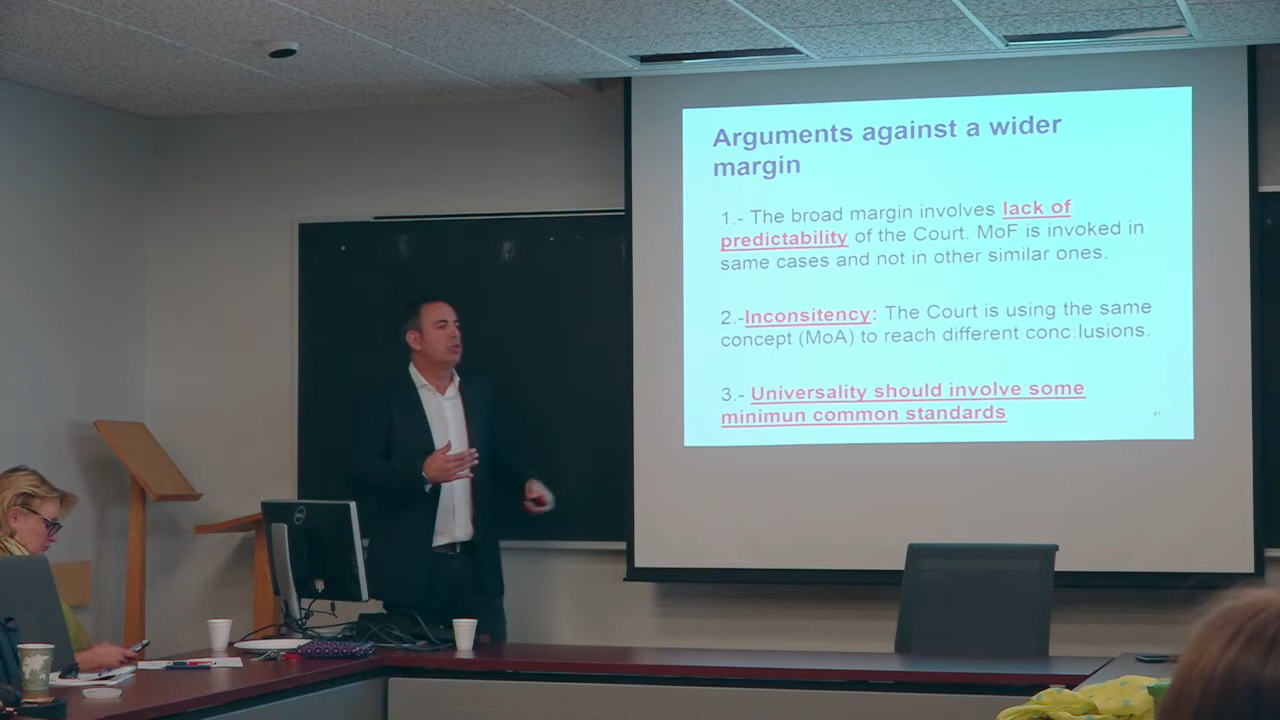 Arguments against a wider
margin
1.- The broad margin involves lack of
predictability of the Court. MoF is invoked in
same cases and not in other similar ones.
2.-Inconsitency: The Court is using the same
concept (MoA) to reach different conc:lusions.
3.- Universality should involve some
minimun common standards
41
DELL